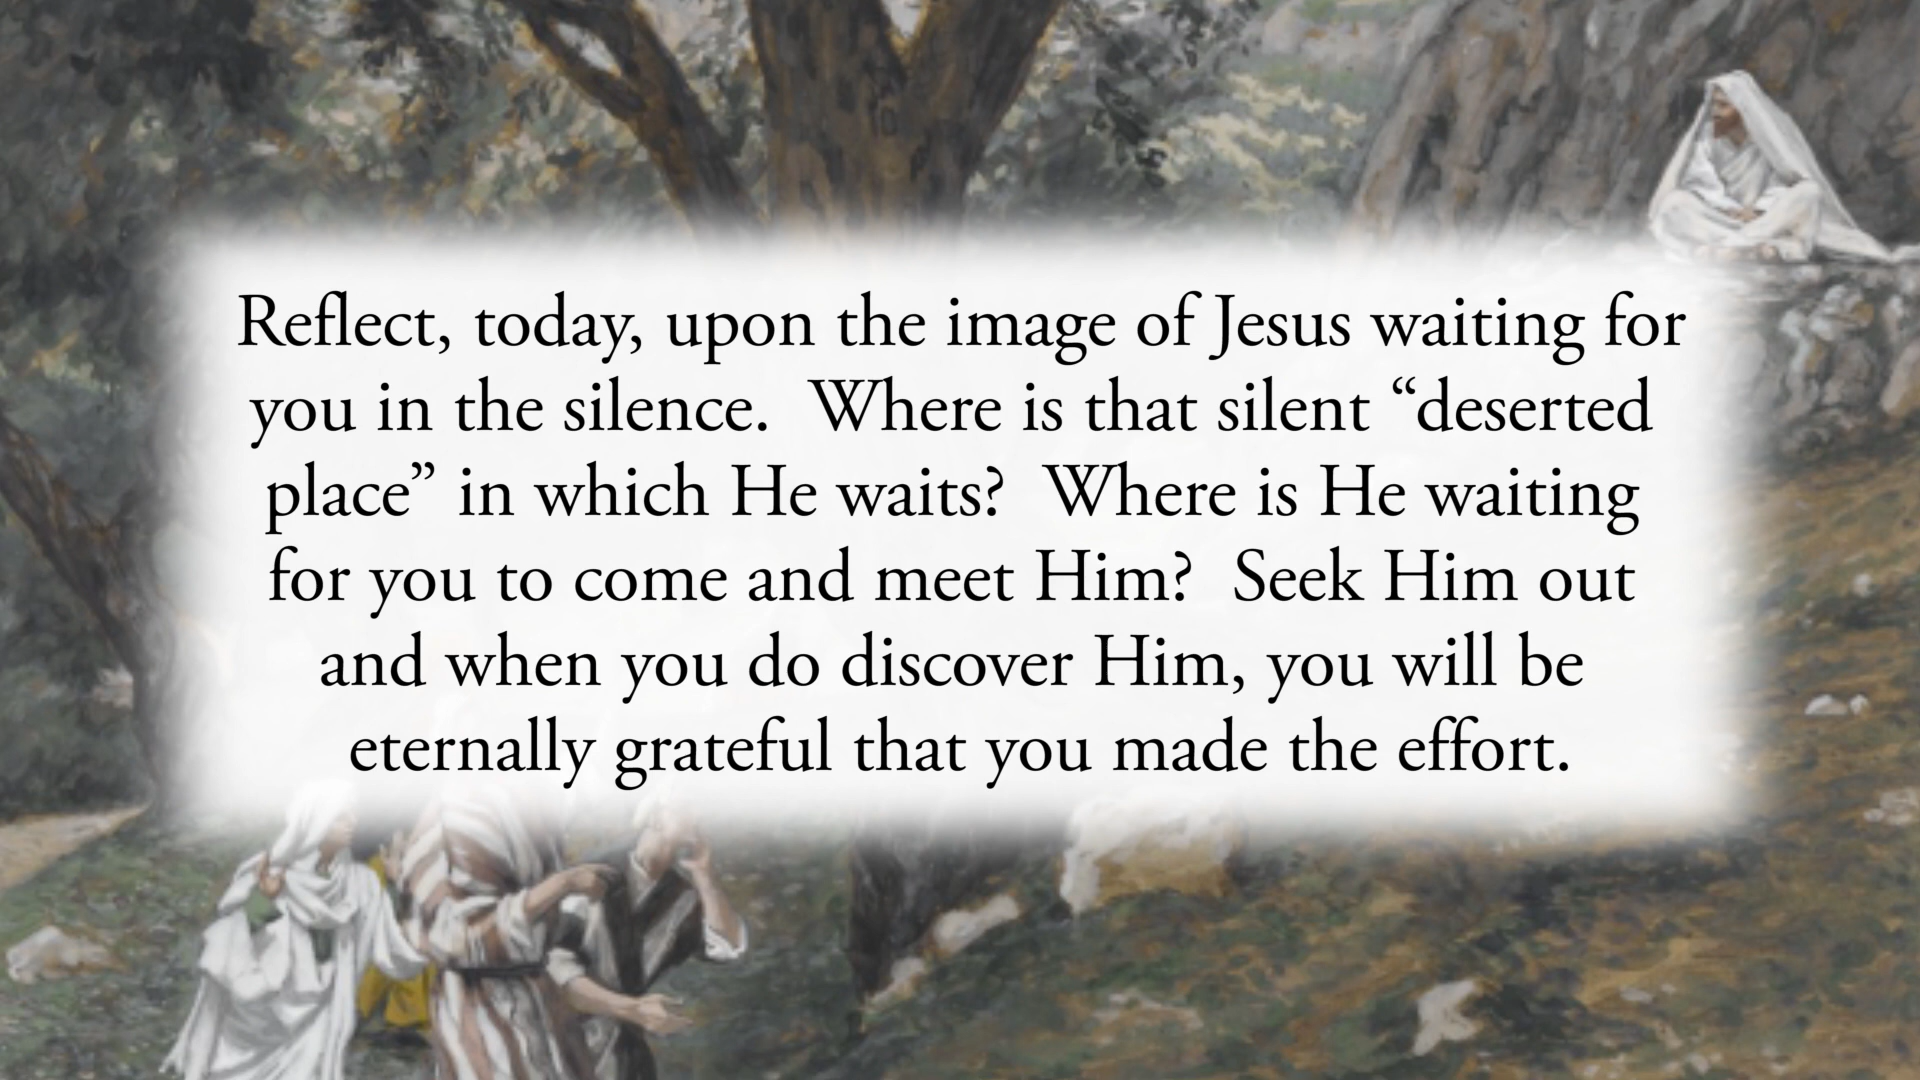 Reflect, today, upon the image of Jesus waiting for
you in the silence.  Where is that silent “deserted
place” in which He waits?  Where is He waiting
for you to come and meet Him?  Seek Him out
and when you do discover Him, you will be
eternally grateful that you made the effort.